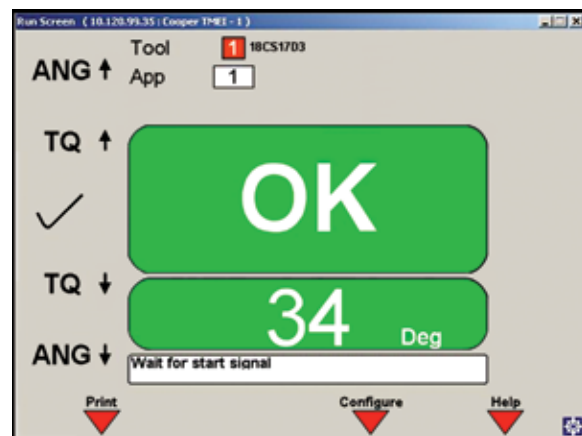 Run Screen ( 10.120.99.35 : Cooper TMEI - 1 )
Tool 1 18CS17D3
ANG
App 1
TQ
OK
TQ
34 Deg
ANG
Wait for start signal
Print Configure Help